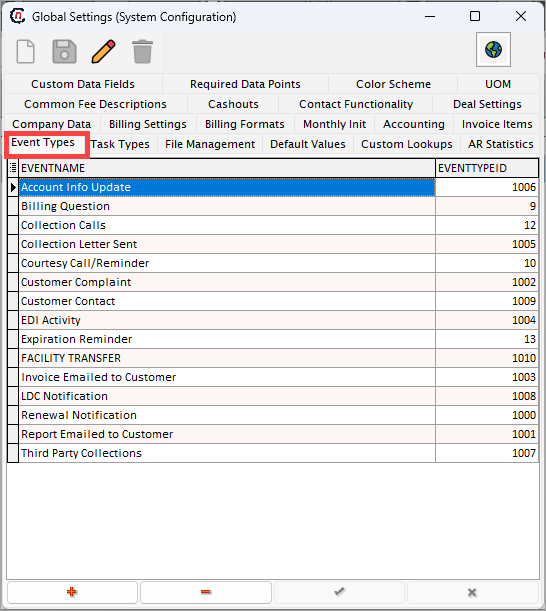 Global Settings (System Configuration)
Custom Data Fields Required Data Points Color Scheme UOM
Common Fee Descriptions Cashouts Contact Functionality Deal Settings
Company Data Billing Settings Billing Formats Monthly Init Accounting Invoice Items
Event Types Task Types File Management Default Values Custom Lookups AR Statistics
EVENTNAME EVENTTYPEID
Account Info Update 1006
Billing Question 9
Collection Calls 12
Collection Letter Sent 1005
Courtesy Call/Reminder 10
Customer Complaint 1002
Customer Contact 1009
EDI Activity 1004
Expiration Reminder 13
FACILITY TRANSFER 1010
Invoice Emailed to Customer 1003
LDC Notification 1008
Renewal Notification 1000
Report Emailed to Customer 1001
Third Party Collections 1007